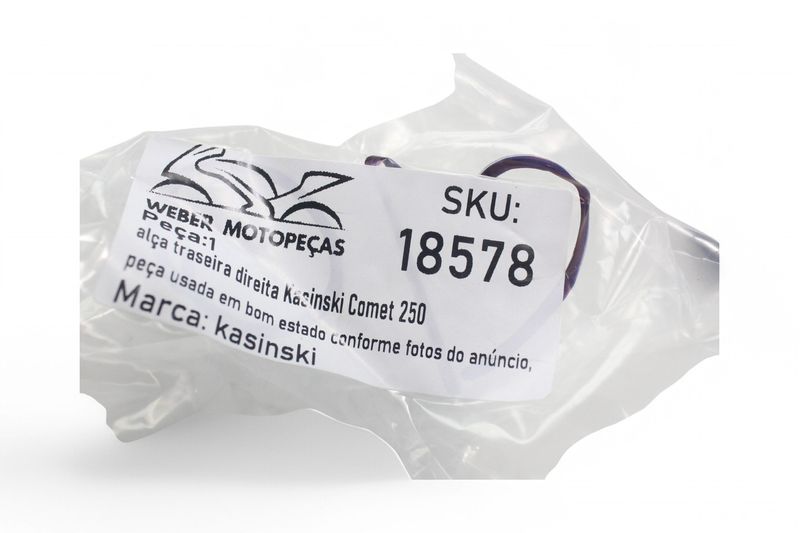 WEBER MOTOPEÇAS
SKU:
18578
Peça:1
alça traseira direita Kasinski Comet 250
peça usada em bom estado conforme fotos do anúncio,
Marca: kasinski